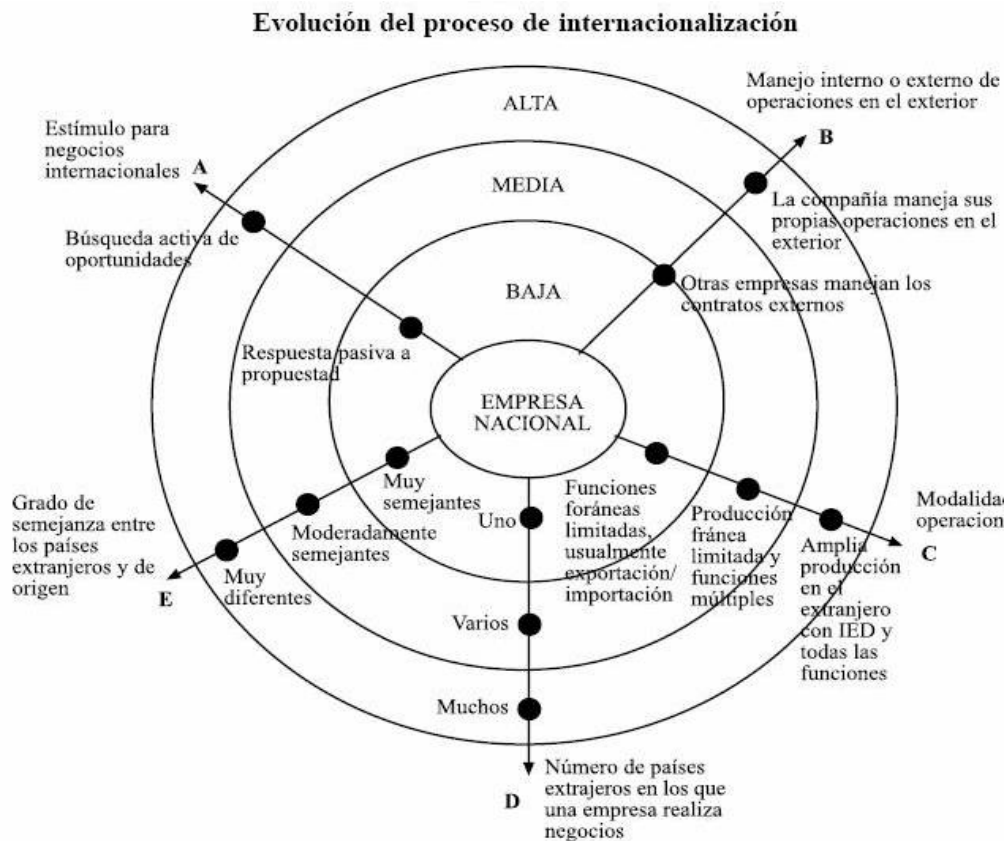 Evolución del proceso de internacionalización
ALTA
MEDIA
BAJA
EMPRESA
NACIONAL
Estímulo para
negocios
internacionales
A
Búsqueda activa de
oportunidades
Respuesta pasiva a
propuestad
Manejo interno o externo de
operaciones en el exterior
B
La compañía maneja sus
propias operaciones en el
exterior
Otras empresas manejan los
contratos externos
Modalidad
operacion
C
Funciones
foráneas
limitadas,
usualmente
exportación/
importación
Producción
fránea
limitada y
funciones
múltiples
Amplia
producción
en el
extranjero
con IED y
todas las
funciones
Uno
Varios
Muchos
D
Número de países
extrajeros en los que
una empresa realiza
negocios
Grado de
semejanza entre
los países
extranjeros y de
origen
E
Muy
semejantes
Moderadamente
semejantes
Muy
diferentes